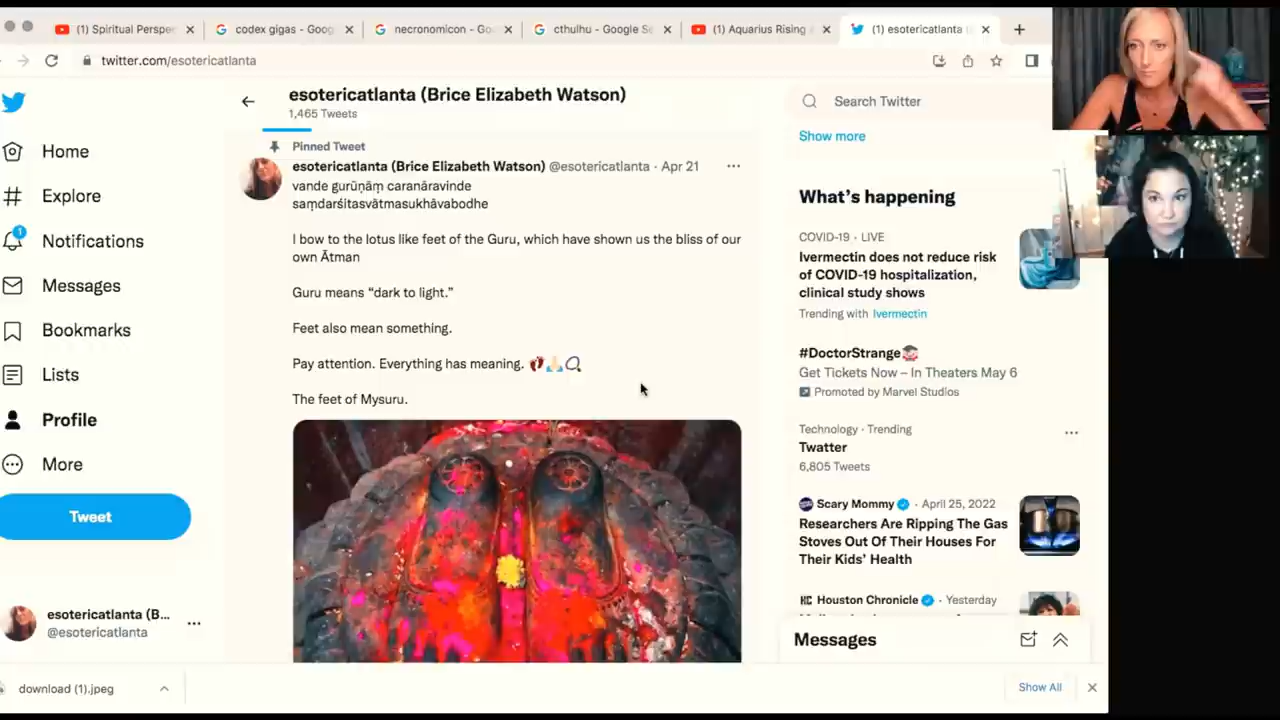 (1) Spiritual Perspe
codex gigas - Goog
necronomicon - Go
cthulhu - Google Se
(1) Aquarius Rising
(1) esotericatlanta
twitter.com/esotericatlanta
esotericatlanta (Brice Elizabeth Watson)
1,465 Tweets
Home
Explore
1
Notifications
Messages
Bookmarks
Lists
Profile
More
Tweet
esotericatlanta (B...
@esotericatlanta
Pinned Tweet
esotericatlanta (Brice Elizabeth Watson) @esotericatlanta · Apr 21
vande gurūṇāṃ caranāravinde
saṃdarśitasvātmasukhāvabodhe
I bow to the lotus like feet of the Guru, which have shown us the bliss of our
own Ātman
Guru means “dark to light.”
Feet also mean something.
Pay attention. Everything has meaning. 👣🙏🏻📿
The feet of Mysuru.
Search Twitter
Show more
What’s happening
COVID-19 · LIVE
Ivermectin does not reduce risk
of COVID-19 hospitalization,
clinical study shows
Trending with Ivermectin
#DoctorStrange
Get Tickets Now – In Theaters May 6
Promoted by Marvel Studios
Technology · Trending
Twatter
6,805 Tweets
Scary Mommy · April 25, 2022
Researchers Are Ripping The Gas
Stoves Out Of Their Houses For
Their Kids’ Health
Houston Chronicle · Yesterday
Messages
download (1).jpeg
Show All